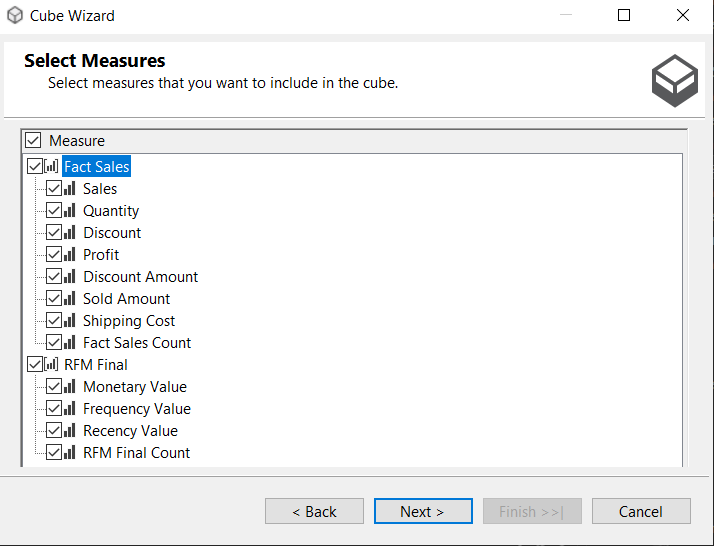 Cube Wizard
Select Measures
Select measures that you want to include in the cube.
Measure
Fact Sales
Sales
Quantity
Discount
Profit
Discount Amount
Sold Amount
Shipping Cost
Fact Sales Count
RFM Final
Monetary Value
Frequency Value
Recency Value
RFM Final Count
< Back Next > Finish >>| Cancel